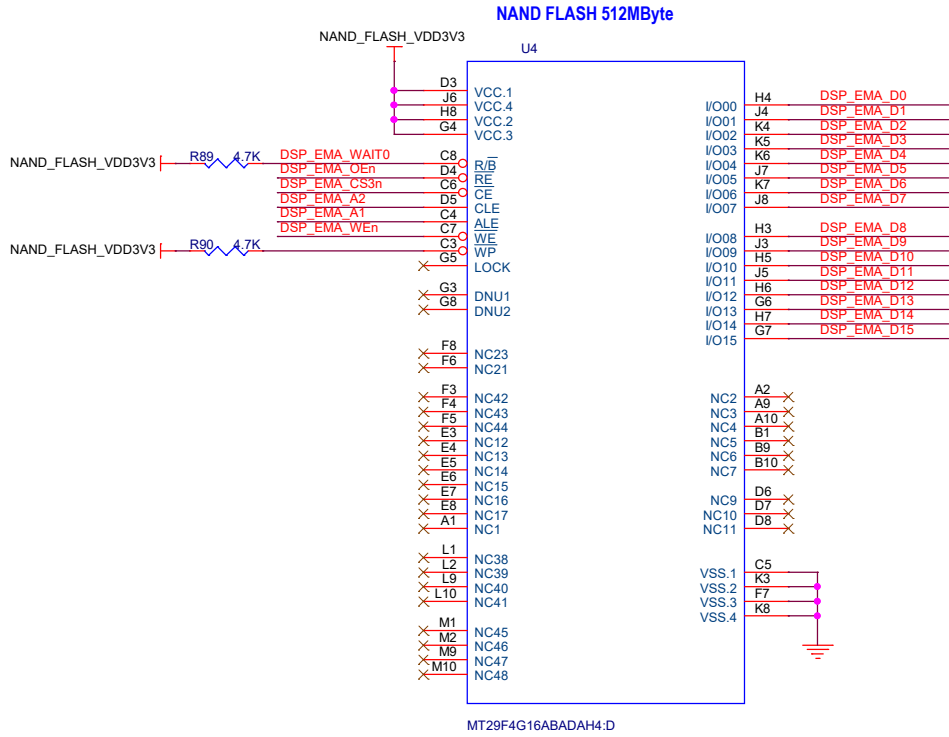 NAND FLASH 512MByte
NAND_FLASH_VDD3V3
U4
D3 VCC.1
J6 VCC.4
H8 VCC.2
G4 VCC.3
NAND_FLASH_VDD3V3 R89 4.7K DSP_EMA_WAIT0 C8 R/B
DSP_EMA_OEn D4 RE
DSP_EMA_CS3n C6 CE
DSP_EMA_A2 D5 CLE
DSP_EMA_A1 C4 ALE
DSP_EMA_WEn C7 WE
NAND_FLASH_VDD3V3 R90 4.7K C3 WP
G5 LOCK
G3 DNU1
G8 DNU2
F8 NC23
F6 NC21
F3 NC42
F4 NC43
F5 NC44
E3 NC12
E4 NC13
E5 NC14
E6 NC15
E7 NC16
E8 NC17
A1 NC1
L1 NC38
L2 NC39
L9 NC40
L10 NC41
M1 NC45
M2 NC46
M9 NC47
M10 NC48
I/O00 H4 DSP_EMA_D0
I/O01 J4 DSP_EMA_D1
I/O02 K4 DSP_EMA_D2
I/O03 K5 DSP_EMA_D3
I/O04 K6 DSP_EMA_D4
I/O05 J7 DSP_EMA_D5
I/O06 K7 DSP_EMA_D6
I/O07 J8 DSP_EMA_D7
I/O08 H3 DSP_EMA_D8
I/O09 J3 DSP_EMA_D9
I/O10 H5 DSP_EMA_D10
I/O11 J5 DSP_EMA_D11
I/O12 H6 DSP_EMA_D12
I/O13 G6 DSP_EMA_D13
I/O14 H7 DSP_EMA_D14
I/O15 G7 DSP_EMA_D15
NC2 A2
NC3 A9
NC4 A10
NC5 B1
NC6 B9
NC7 B10
NC9 D6
NC10 D7
NC11 D8
VSS.1 C5
VSS.2 K3
VSS.3 F7
VSS.4 K8
MT29F4G16ABADAH4:D